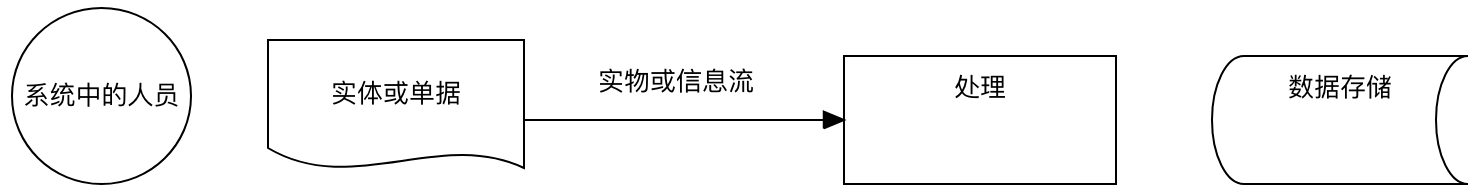 系统中的人员
实体或单据
实物或信息流
处理
数据存储